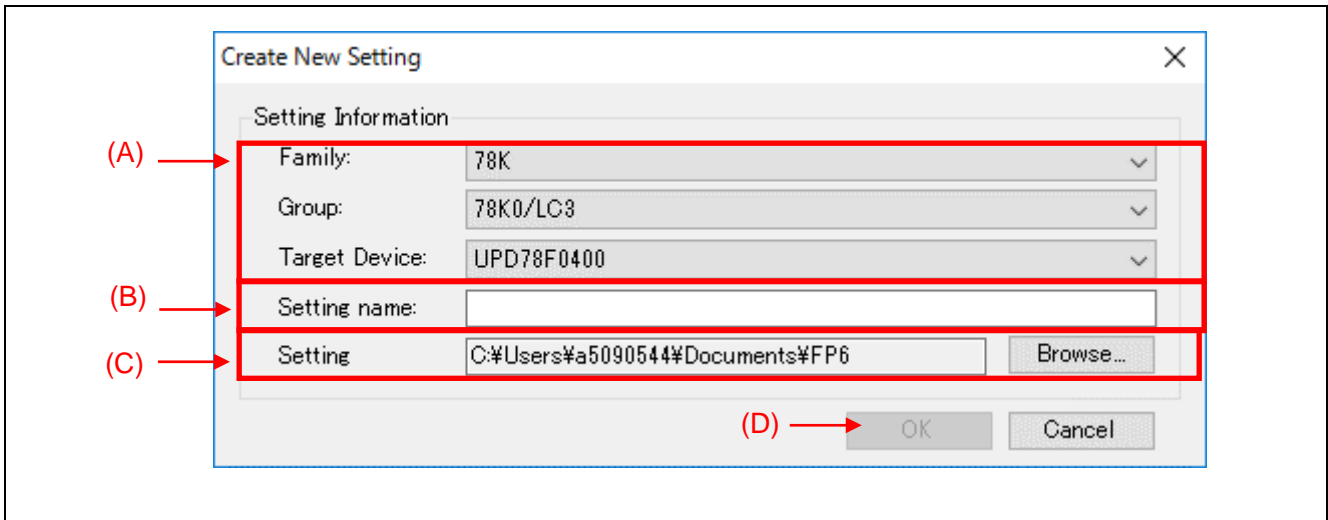 Create New Setting
Setting Information
(A)
Family:
78K
Group:
78K0/LC3
Target Device:
UPD78F0400
(B)
Setting name:
(C)
Setting
C:¥Users¥a5090544¥Documents¥FP6
Browse...
(D)
OK
Cancel